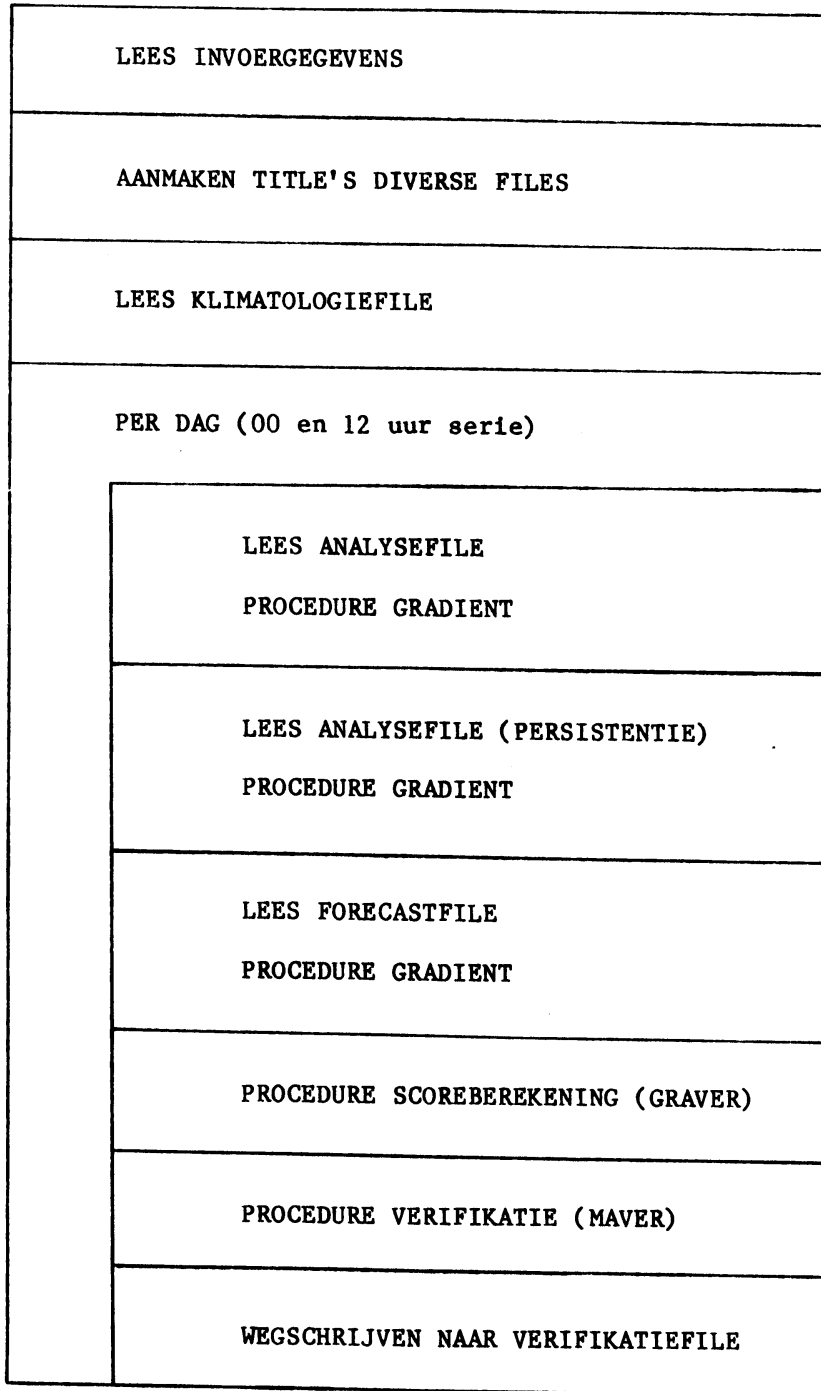 LEES INVOERGEGEVENS
AANMAKEN TITLE'S DIVERSE FILES
LEES KLIMATOLOGIEFILE
PER DAG (00 en 12 uur serie)
LEES ANALYSEFILE
PROCEDURE GRADIENT
LEES ANALYSEFILE (PERSISTENTIE)
PROCEDURE GRADIENT
LEES FORECASTFILE
PROCEDURE GRADIENT
PROCEDURE SCOREBEREKENING (GRAVER)
PROCEDURE VERIFIKATIE (MAVER)
WEGSCHRIJVEN NAAR VERIFIKATIEFILE